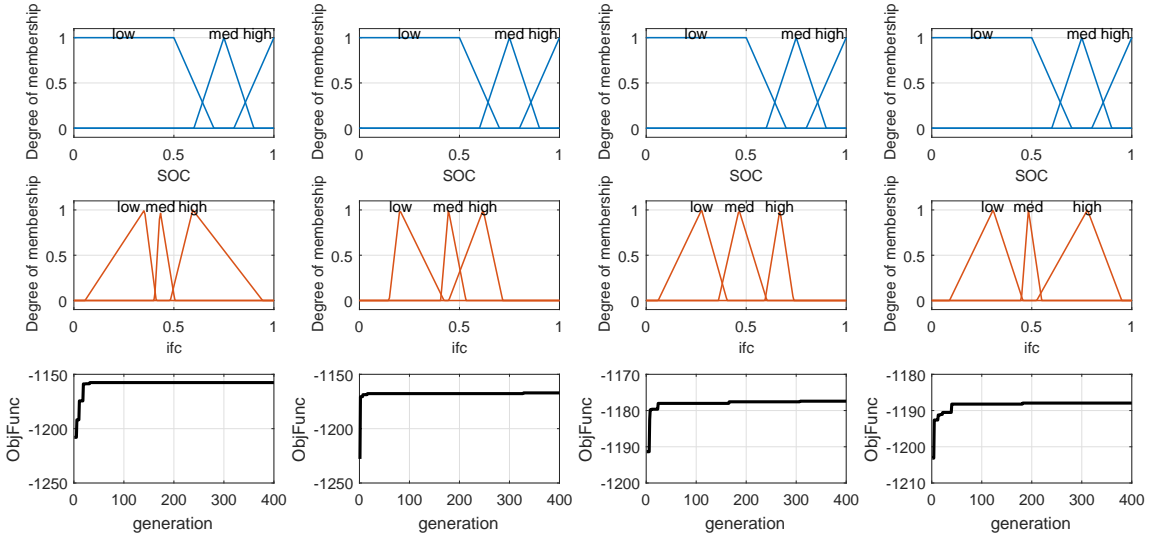 Degree of membership
1
0.5
0
low
med high
0
0.5
1
SOC
Degree of membership
1
0.5
0
low
med high
0
0.5
1
SOC
Degree of membership
1
0.5
0
low
med high
0
0.5
1
SOC
Degree of membership
1
0.5
0
low
med high
0
0.5
1
SOC
Degree of membership
1
0.5
0
low med high
0
0.5
1
ifc
Degree of membership
1
0.5
0
low
med high
0
0.5
1
ifc
Degree of membership
1
0.5
0
low
med
high
0
0.5
1
ifc
Degree of membership
1
0.5
0
low
med
high
0
0.5
1
ifc
ObjFunc
-1150
-1200
-1250
0
100
200
300
400
generation
ObjFunc
-1150
-1200
-1250
0
100
200
300
400
generation
ObjFunc
-1170
-1180
-1190
-1200
0
100
200
300
400
generation
ObjFunc
-1180
-1190
-1200
-1210
0
100
200
300
400
generation